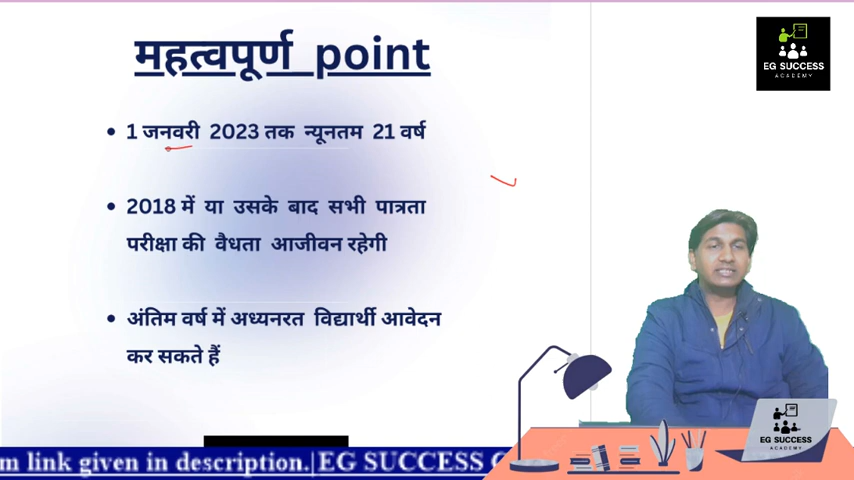 महत्वपूर्ण point
EG SUCCESS
ACADEMY
1 जनवरी 2023 तक न्यूनतम 21 वर्ष
2018 में या उसके बाद सभी पात्रता
परीक्षा की वैधता आजीवन रहेगी
अंतिम वर्ष में अध्यनरत विद्यार्थी आवेदन
कर सकते हैं
EG SUCCESS
ACADEMY
m link given in description.|EG SUCCESS